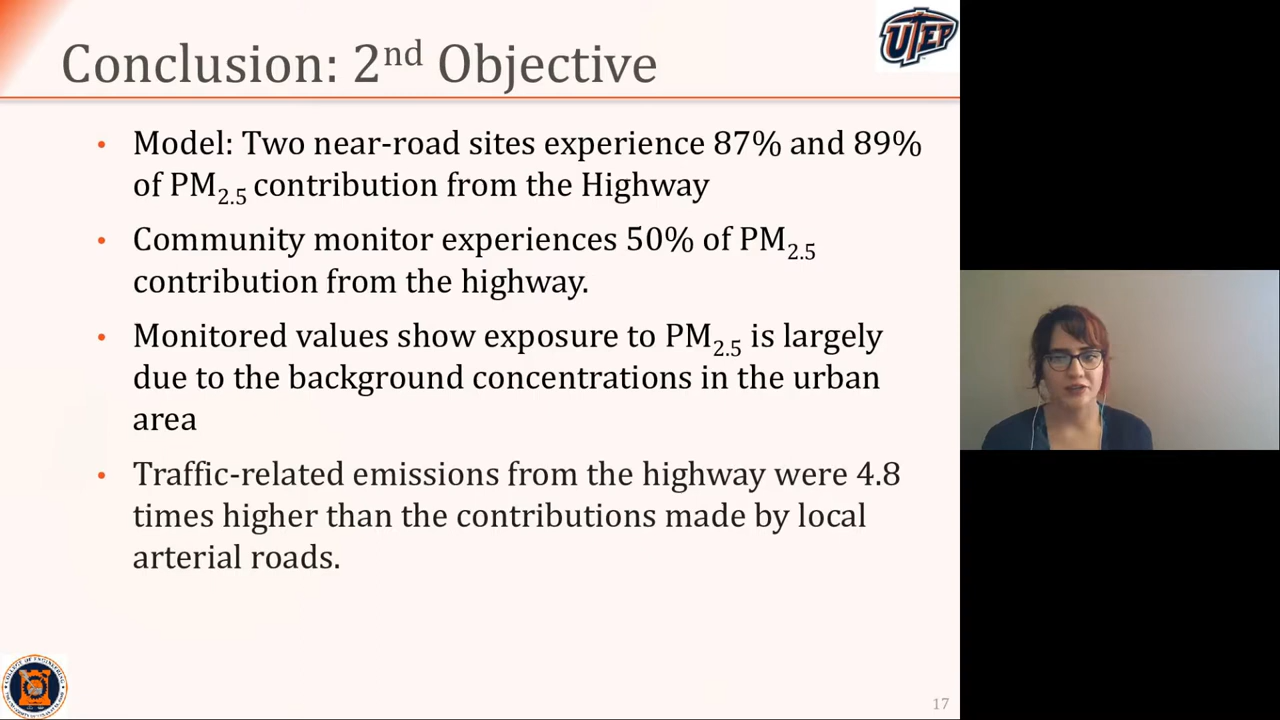 Conclusion: 2nd Objective
UTEP
• Model: Two near-road sites experience 87% and 89%
of PM2.5 contribution from the Highway
• Community monitor experiences 50% of PM2.5
contribution from the highway.
• Monitored values show exposure to PM2.5 is largely
due to the background concentrations in the urban
area
• Traffic-related emissions from the highway were 4.8
times higher than the contributions made by local
arterial roads.
COLLEGE OF ENGINEERING
17